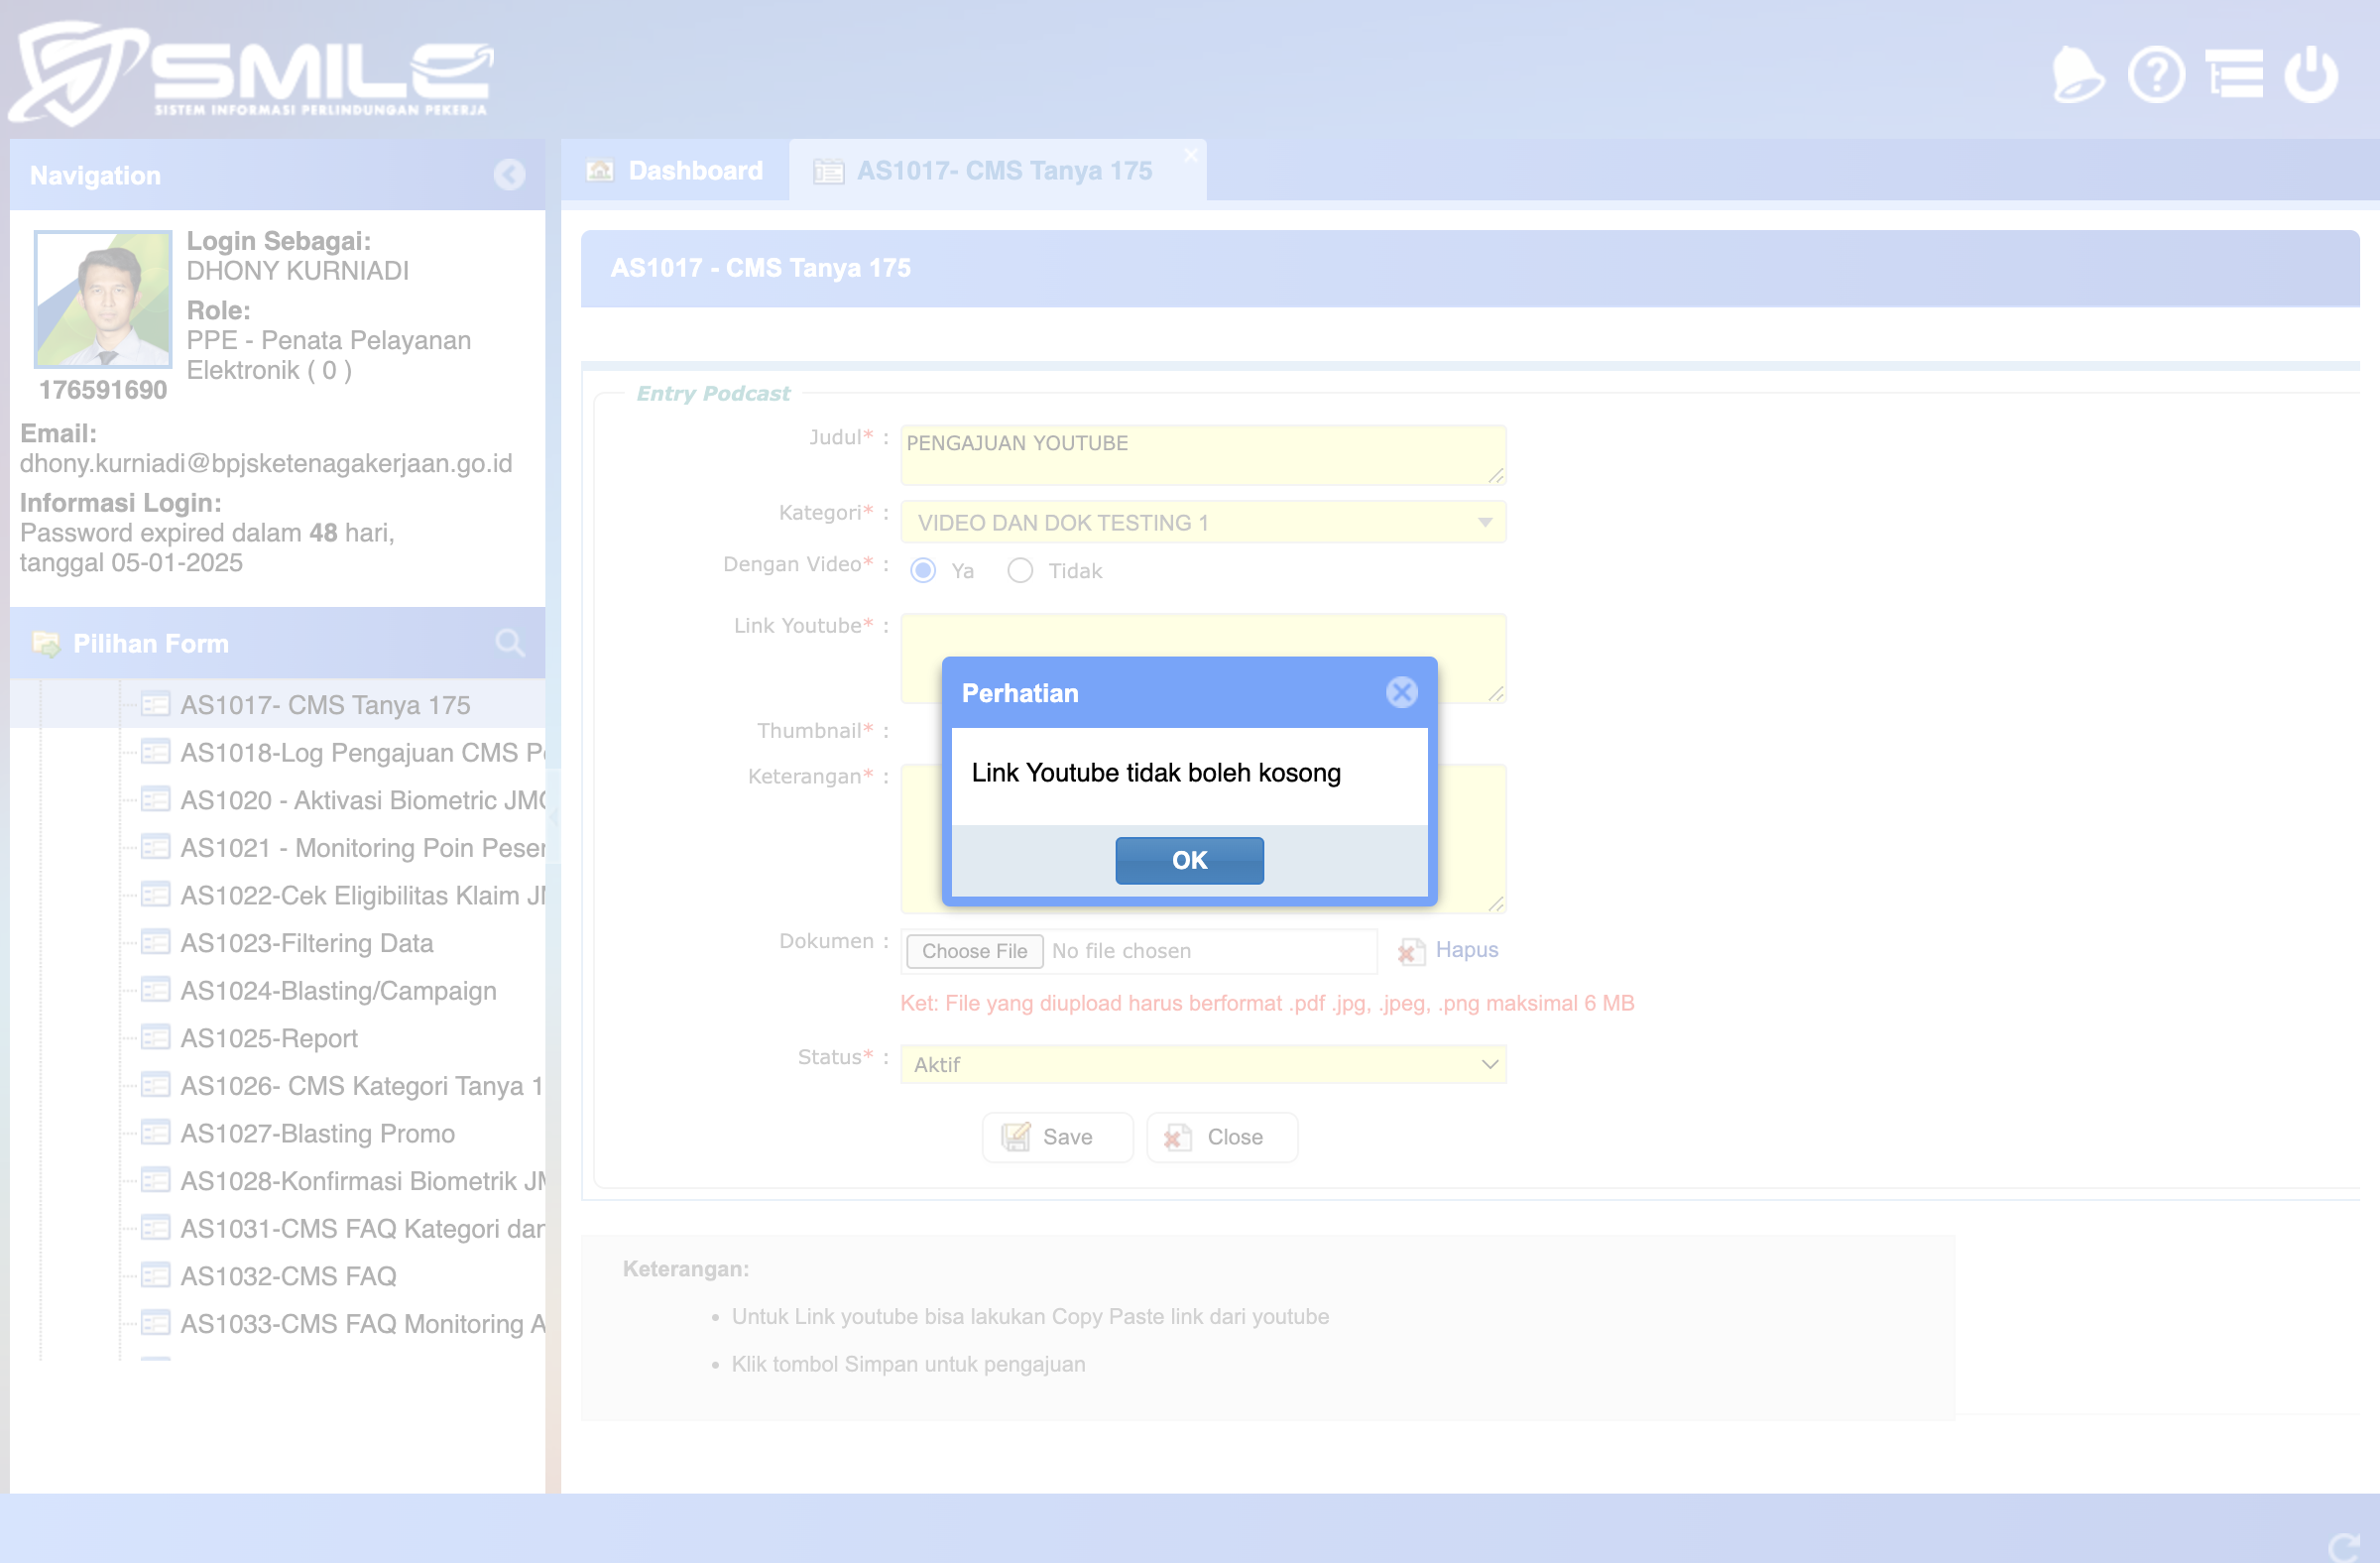 SMILE
SISTEM INFORMASI PERLINDUNGAN PEKERJA
Navigation
Login Sebagai:
DHONY KURNIADI
Role:
PPE - Penata Pelayanan
Elektronik ( 0 )
176591690
Email:
dhony.kurniadi@bpjsketenagakerjaan.go.id
Informasi Login:
Password expired dalam 48 hari,
tanggal 05-01-2025
Pilihan Form
AS1017- CMS Tanya 175
AS1018-Log Pengajuan CMS
AS1020 - Aktivasi Biometric
AS1021 - Monitoring Poin
AS1022-Cek Eligibilitas Klaim
AS1023-Filtering Data
AS1024-Blasting/Campaign
AS1025-Report
AS1026- CMS Kategori Tanya 1
AS1027-Blasting Promo
AS1028-Konfirmasi Biometrik
AS1031-CMS FAQ Kategori
AS1032-CMS FAQ
AS1033-CMS FAQ Monitoring
Dashboard
AS1017- CMS Tanya 175
AS1017 - CMS Tanya 175
Entry Podcast
Judul* : PENGAJUAN YOUTUBE
Kategori* : VIDEO DAN DOK TESTING 1
Dengan Video* : Ya Tidak
Link Youtube* :
Thumbnail* :
Keterangan* :
Perhatian
Link Youtube tidak boleh kosong
OK
Dokumen : Choose File No file chosen Hapus
Ket: File yang diupload harus berformat .pdf .jpg, .jpeg, .png maksimal 6 MB
Status* : Aktif
Save Close
Keterangan:
• Untuk Link youtube bisa lakukan Copy Paste link dari youtube
• Klik tombol Simpan untuk pengajuan